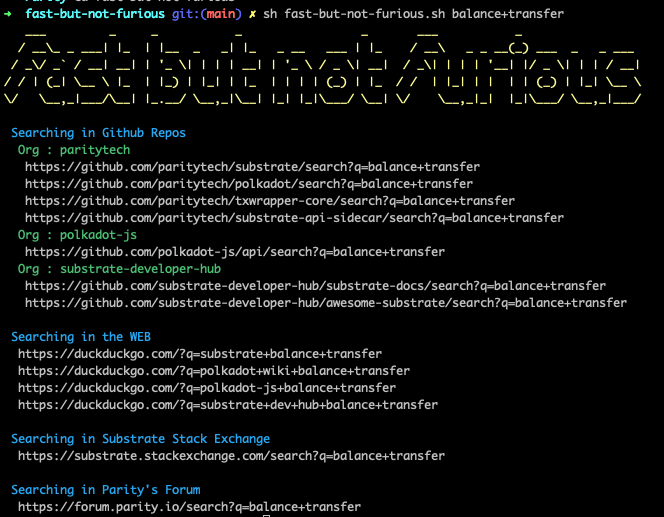 ➜  fast-but-not-furious git:(main) ✗ sh fast-but-not-furious.sh balance+transfer
Fast but not Furious
Searching in Github Repos
Org : paritytech
https://github.com/paritytech/substrate/search?q=balance+transfer
https://github.com/paritytech/polkadot/search?q=balance+transfer
https://github.com/paritytech/txwrapper-core/search?q=balance+transfer
https://github.com/paritytech/substrate-api-sidecar/search?q=balance+transfer
Org : polkadot-js
https://github.com/polkadot-js/api/search?q=balance+transfer
Org : substrate-developer-hub
https://github.com/substrate-developer-hub/substrate-docs/search?q=balance+transfer
https://github.com/substrate-developer-hub/awesome-substrate/search?q=balance+transfer
Searching in the WEB
https://duckduckgo.com/?q=substrate+balance+transfer
https://duckduckgo.com/?q=polkadot+wiki+balance+transfer
https://duckduckgo.com/?q=polkadot-js+balance+transfer
https://duckduckgo.com/?q=substrate+dev+hub+balance+transfer
Searching in Substrate Stack Exchange
https://substrate.stackexchange.com/search?q=balance+transfer
Searching in Parity's Forum
https://forum.parity.io/search?q=balance+transfer